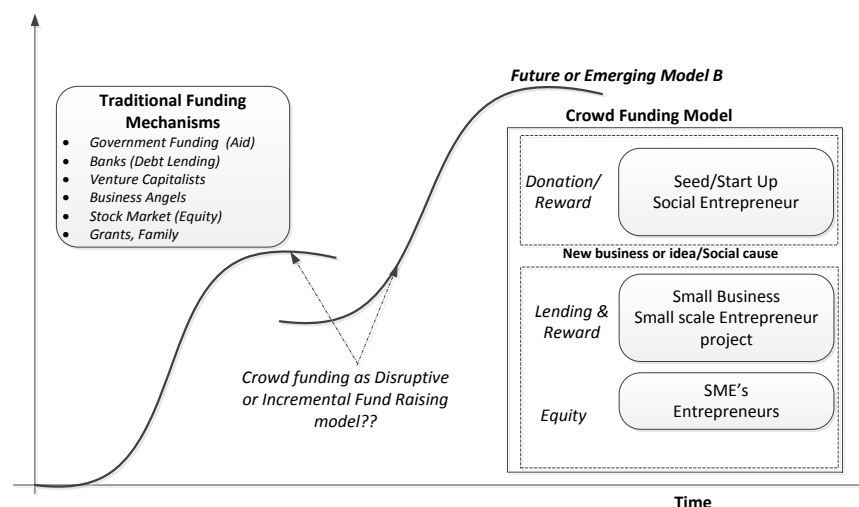 Future or Emerging Model B
Traditional Funding
Mechanisms
• Government Funding (Aid)
• Banks (Debt Lending)
• Venture Capitalists
• Business Angels
• Stock Market (Equity)
• Grants, Family
Crowd Funding Model
Donation/
Reward
Seed/Start Up
Social Entrepreneur
New business or idea/Social cause
Lending &
Reward
Small Business
Small scale Entrepreneur
project
Equity
SME's
Entrepreneurs
Crowd funding as Disruptive
or Incremental Fund Raising
model??
Time